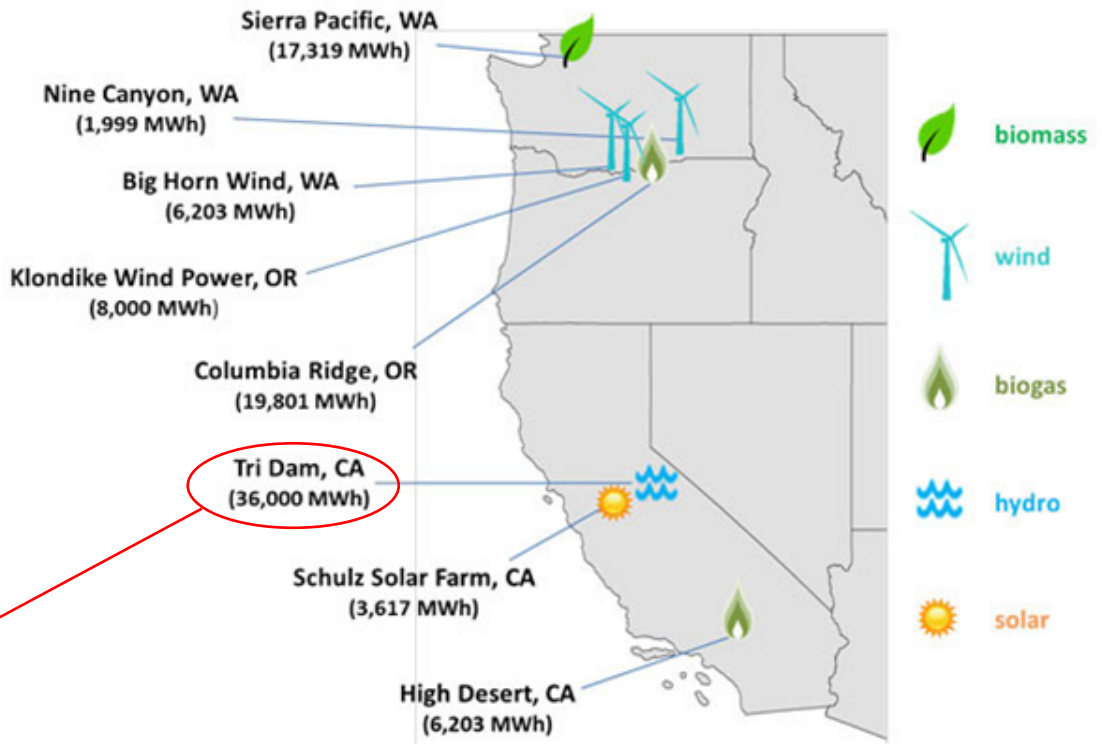 Sierra Pacific, WA
(17,319 MWh)
Nine Canyon, WA
(1,999 MWh)
Big Horn Wind, WA
(6,203 MWh)
Klondike Wind Power, OR
(8,000 MWh)
Columbia Ridge, OR
(19,801 MWh)
Tri Dam, CA
(36,000 MWh)
Schulz Solar Farm, CA
(3,617 MWh)
High Desert, CA
(6,203 MWh)
biomass
wind
biogas
hydro
solar